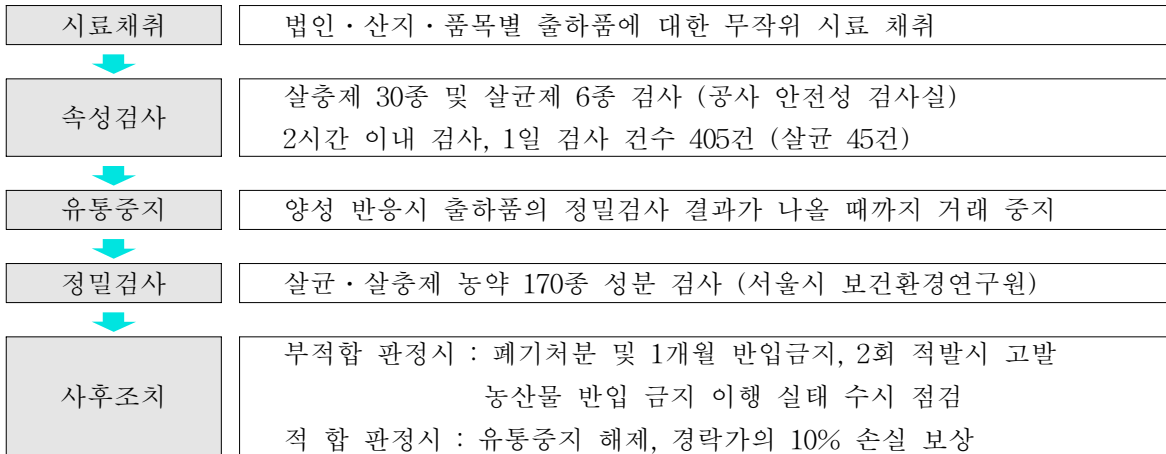 시료채취
법인・산지・품목별 출하품에 대한 무작위 시료 채취
속성검사
살충제 30종 및 살균제 6종 검사 (공사 안전성 검사실)
2시간 이내 검사, 1일 검사 건수 405건 (살균 45건)
유통중지
양성 반응시 출하품의 정밀검사 결과가 나올 때까지 거래 중지
정밀검사
살균・살충제 농약 170종 성분 검사 (서울시 보건환경연구원)
사후조치
부적합 판정시 : 폐기처분 및 1개월 반입금지, 2회 적발시 고발
농산물 반입 금지 이행 실태 수시 점검
적 합 판정시 : 유통중지 해제, 경락가의 10% 손실 보상